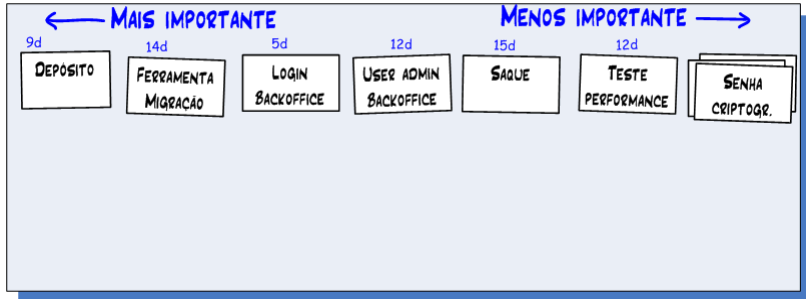 Mais importante
Menos importante
9d
14d
5d
12d
15d
12d
Depósito
Ferramenta
Migração
Login
Backoffice
User admin
Backoffice
Saque
Teste
performance
Senha
criptogr.